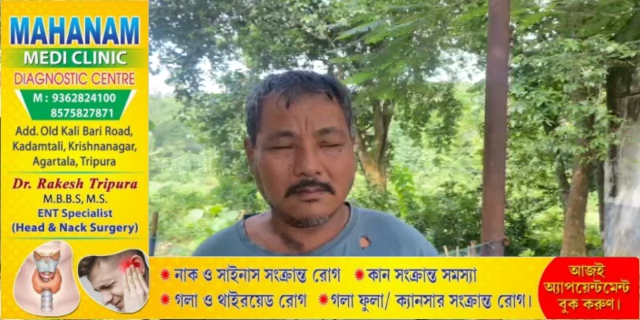 MAHANAM
MEDI CLINIC
DIAGNOSTIC CENTRE
M : 9362824100
8575827871
Add. Old Kali Bari Road,
Kadamtali, Krishnanagar,
Agartala, Tripura
Dr. Rakesh Tripura
M.B.B.S, M.S.
ENT Specialist
(Head & Nack Surgery)
✹ নাক ও সাইনাস সংক্রান্ত রোগ ✹ কান সংক্রান্ত সমস্যা
✹ গলা ও থাইরয়েড রোগ ✹ গলা ফুলা/ ক্যানসার সংক্রান্ত রোগ।
আজই
অ্যাপয়েন্টমেন্ট
বুক করুণ।